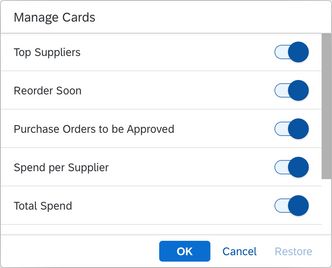 Manage Cards
Top Suppliers
Reorder Soon
Purchase Orders to be Approved
Spend per Supplier
Total Spend
OK Cancel Restore